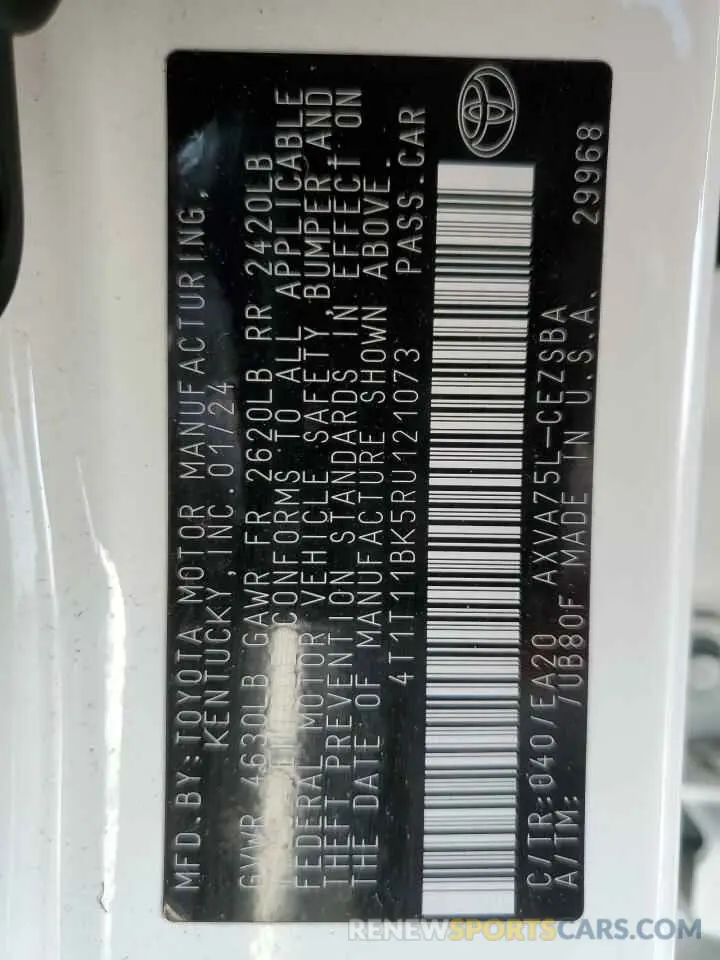 MFD.BY:TOYOTA MOTOR MANUFACTURING,
KENTUCKY, INC. 01/24
GVWR 4630LB GAWR FR 2620LB RR 2420LB
CONFORMS TO ALL APPLICABLE
FEDERAL MOTOR VEHICLE SAFETY, BUMPER AND
THEFT PREVENTION STANDARDS IN EFFECT ON
THE DATE OF MANUFACTURE SHOWN ABOVE.
4T1T11BK5RU121073 PASS.CAR
C/TR:040/EA20 AXVA75L-CEZSBA 29968
A/TM: /UB80F MADE IN U.S.A.
RENEWSPORTSCARS.COM